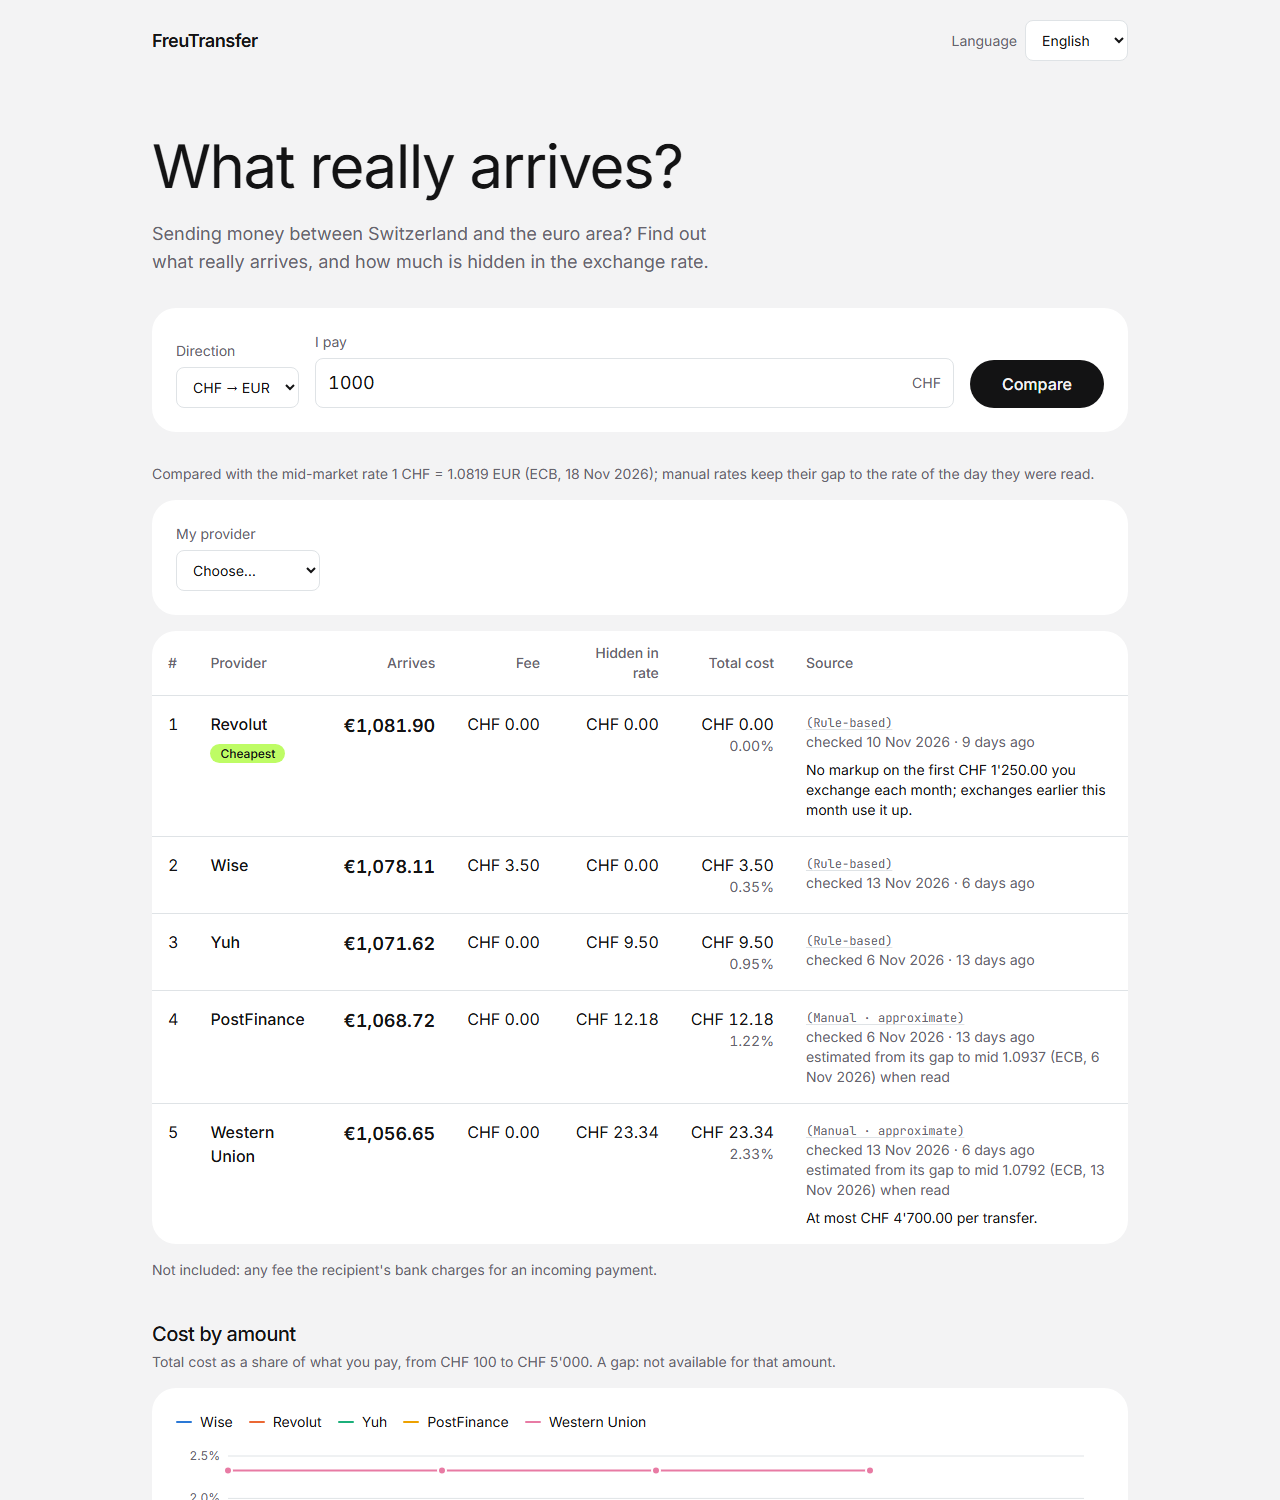 FreuTransfer
Language
English
What really arrives?
Sending money between Switzerland and the euro area? Find out
what really arrives, and how much is hidden in the exchange rate.
Direction
CHF → EUR
I pay
1000
CHF
Compare
Compared with the mid-market rate 1 CHF = 1.0819 EUR (ECB, 18 Nov 2026); manual rates keep their gap to the rate of the day they were read.
My provider
Choose...
# Provider Arrives Fee Hidden in rate Total cost Source
1 Revolut €1,081.90 CHF 0.00 CHF 0.00 CHF 0.00 (Rule-based)
Cheapest
0.00%
checked 10 Nov 2026 · 9 days ago
No markup on the first CHF 1'250.00 you
exchange each month; exchanges earlier this
month use it up.
2 Wise €1,078.11 CHF 3.50 CHF 0.00 CHF 3.50 (Rule-based)
0.35%
checked 13 Nov 2026 · 6 days ago
3 Yuh €1,071.62 CHF 0.00 CHF 9.50 CHF 9.50 (Rule-based)
0.95%
checked 6 Nov 2026 · 13 days ago
4 PostFinance €1,068.72 CHF 0.00 CHF 12.18 CHF 12.18 (Manual · approximate)
1.22%
checked 6 Nov 2026 · 13 days ago
estimated from its gap to mid 1.0937 (ECB, 6
Nov 2026) when read
5 Western Union €1,056.65 CHF 0.00 CHF 23.34 CHF 23.34 (Manual · approximate)
2.33%
checked 13 Nov 2026 · 6 days ago
estimated from its gap to mid 1.0792 (ECB, 13
Nov 2026) when read
At most CHF 4'700.00 per transfer.
Not included: any fee the recipient's bank charges for an incoming payment.
Cost by amount
Total cost as a share of what you pay, from CHF 100 to CHF 5'000. A gap: not available for that amount.
Wise Revolut Yuh PostFinance Western Union
2.5%
2.0%